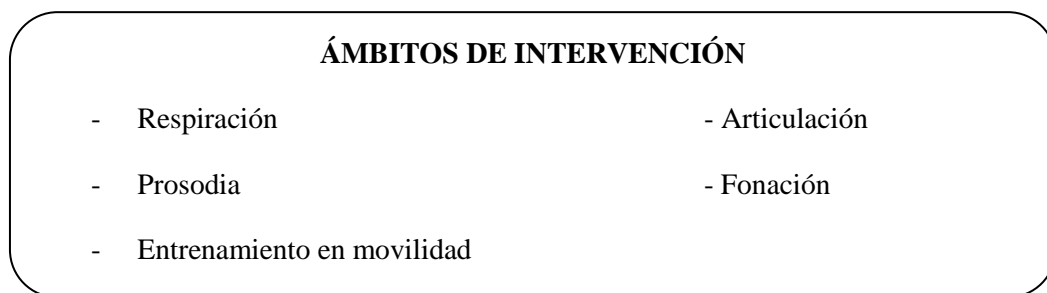 ÁMBITOS DE INTERVENCIÓN
- Respiración - Articulación
- Prosodia - Fonación
- Entrenamiento en movilidad